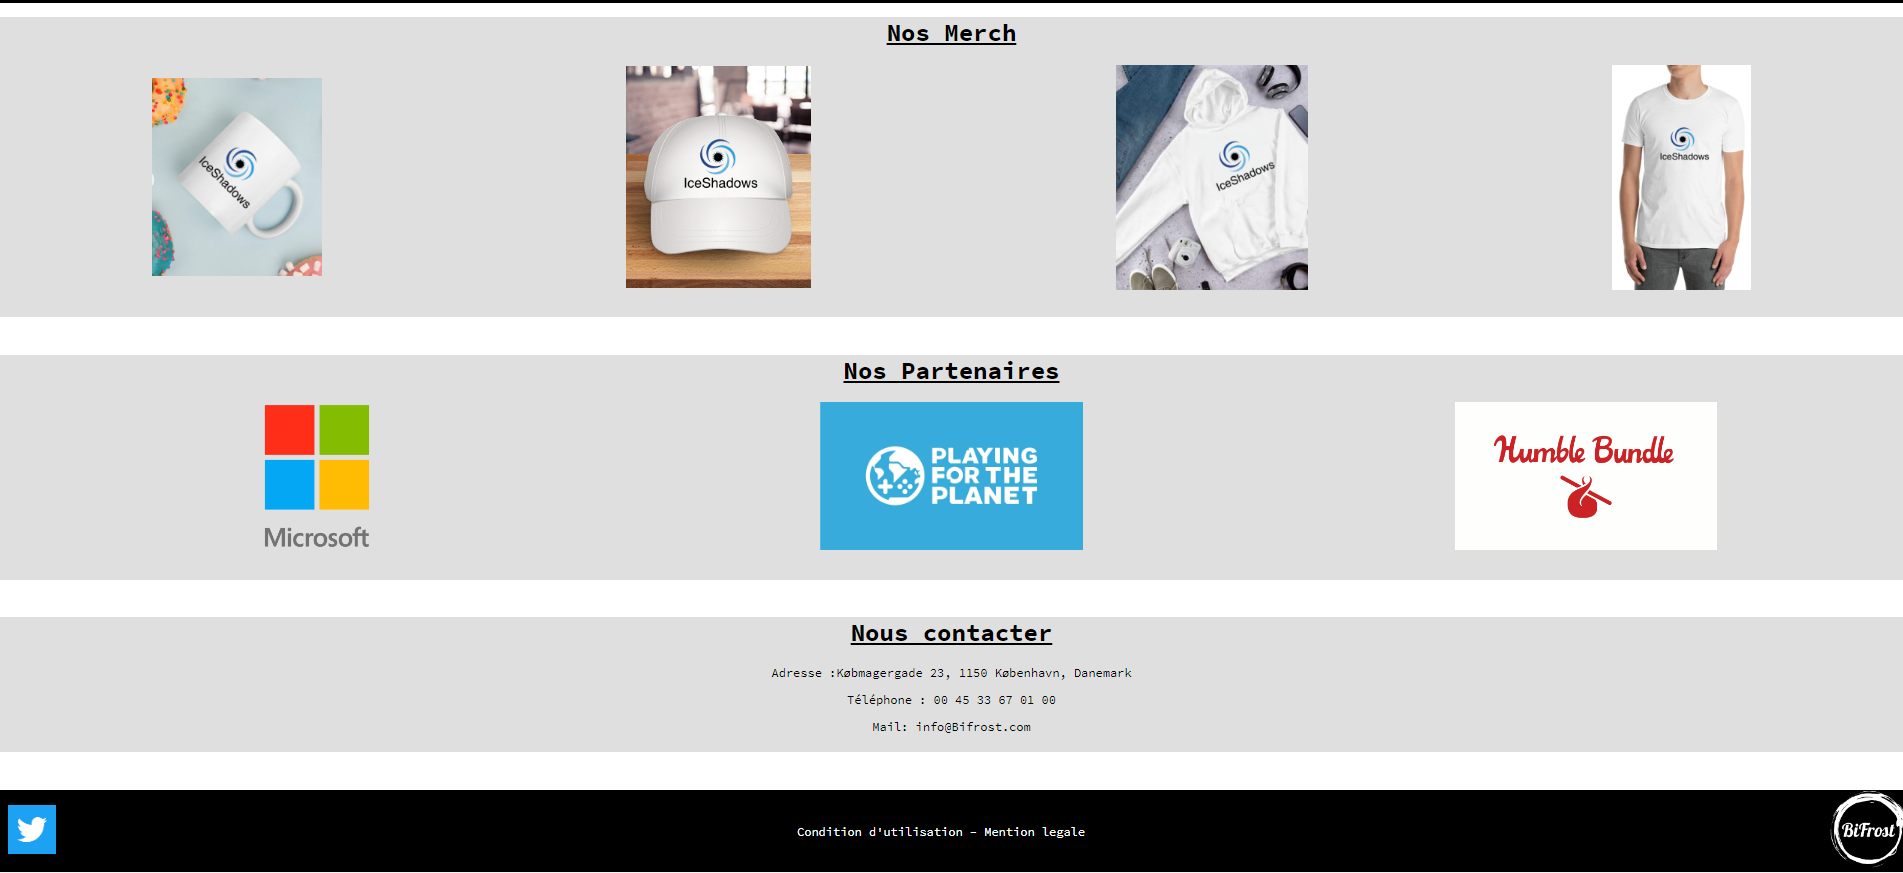 Nos Merch
IceShadows
IceShadows
IceShadows
IceShadows
Nos Partenaires
Microsoft
PLAYING
FOR THE
PLANET
Humble Bundle
Nous contacter
Adresse :Købmagergade 23, 1150 København, Danemark
Téléphone : 00 45 33 67 01 00
Mail: info@Bifrost.com
Condition d'utilisation - Mention legale
BiFrost